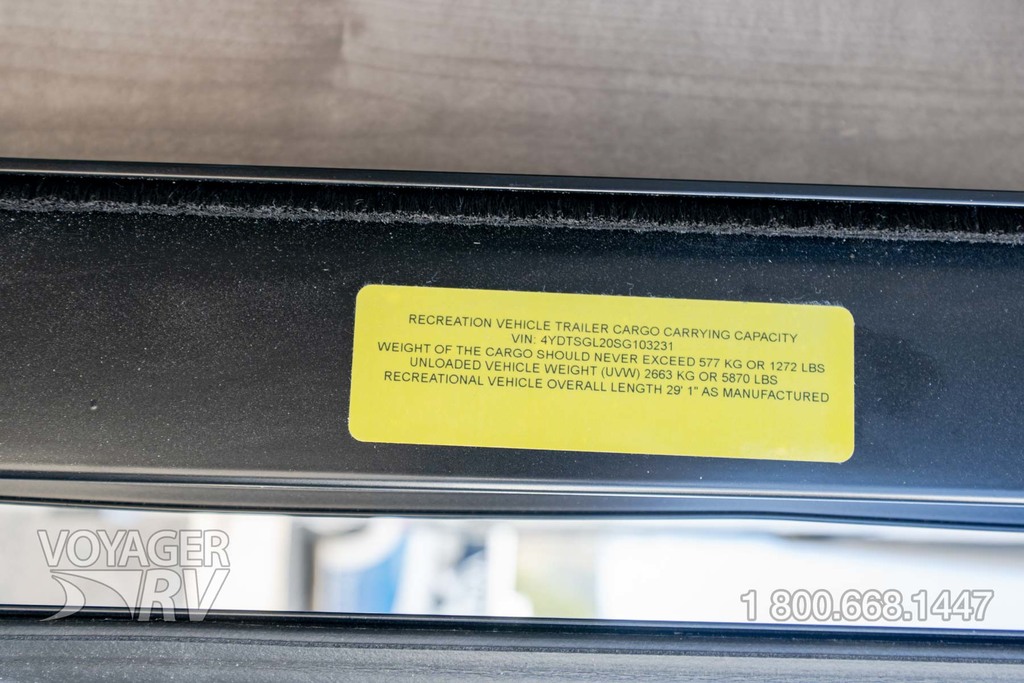 RECREATION VEHICLE TRAILER CARGO CARRYING CAPACITY
VIN: 4YDTSGL20SG103231
WEIGHT OF THE CARGO SHOULD NEVER EXCEED 577 KG OR 1272 LBS
UNLOADED VEHICLE WEIGHT (UVW) 2663 KG OR 5870 LBS
RECREATIONAL VEHICLE OVERALL LENGTH 29' 1" AS MANUFACTURED
VOYAGER
RV
1 800.668.1447